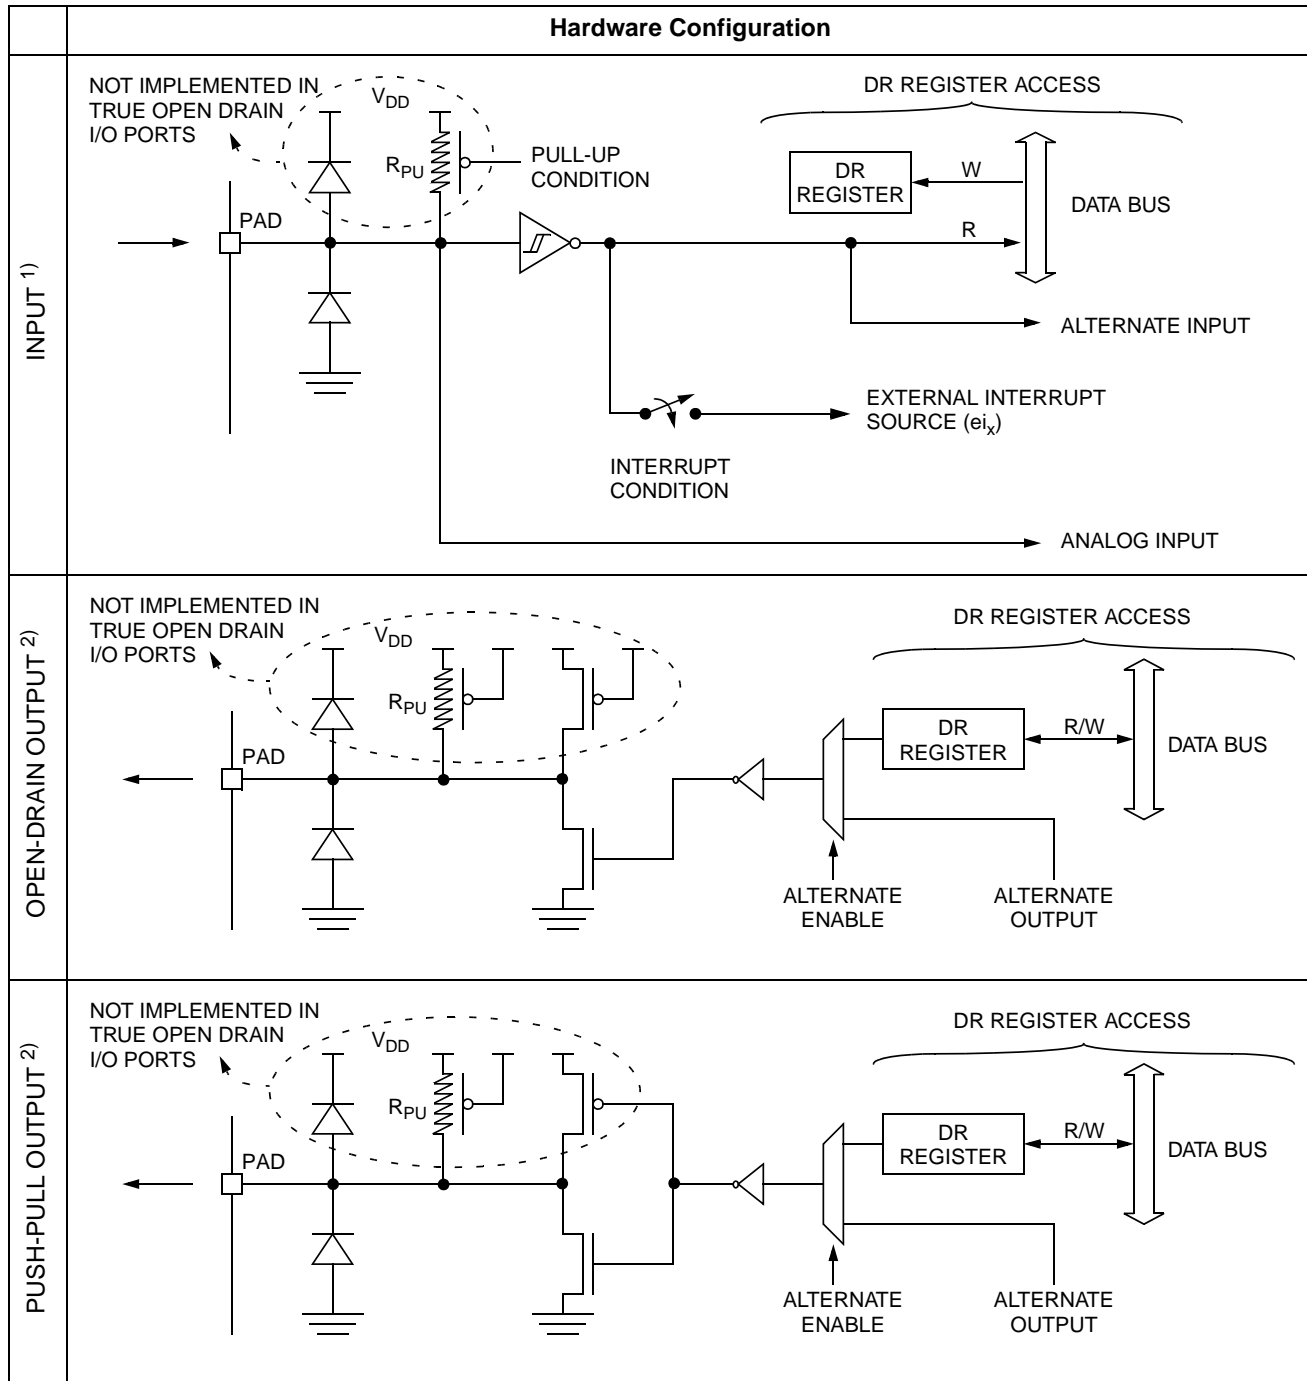 Hardware Configuration
INPUT 1)
NOT IMPLEMENTED IN
TRUE OPEN DRAIN
I/O PORTS
VDD
RPU
PULL-UP
CONDITION
PAD
DR REGISTER ACCESS
DR
REGISTER
W
R
DATA BUS
ALTERNATE INPUT
EXTERNAL INTERRUPT
SOURCE (eix)
INTERRUPT
CONDITION
ANALOG INPUT
OPEN-DRAIN OUTPUT 2)
NOT IMPLEMENTED IN
TRUE OPEN DRAIN
I/O PORTS
VDD
RPU
PAD
DR REGISTER ACCESS
DR
REGISTER
R/W
DATA BUS
ALTERNATE
ENABLE
ALTERNATE
OUTPUT
PUSH-PULL OUTPUT 2)
NOT IMPLEMENTED IN
TRUE OPEN DRAIN
I/O PORTS
VDD
RPU
PAD
DR REGISTER ACCESS
DR
REGISTER
R/W
DATA BUS
ALTERNATE
ENABLE
ALTERNATE
OUTPUT